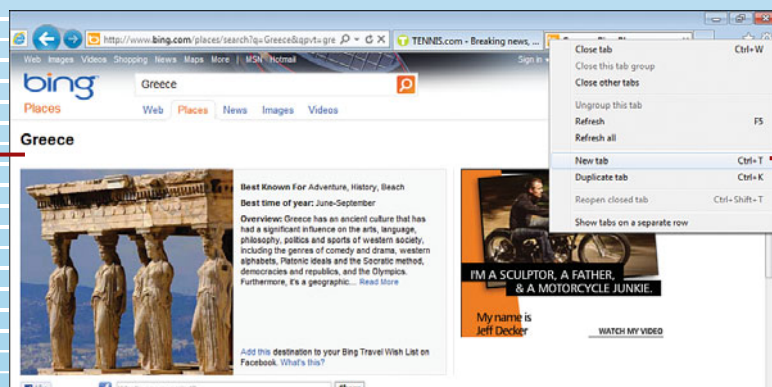 http://www.bing.com/places/search?q=Greece&qpvt=gre
TENNIS.com - Breaking news, ...
Web Images Videos Shopping News Maps More | MSN Hotmail
Sign in
bing
Places
Greece
Web Places News Images Videos
Greece
Best Known For Adventure, History, Beach
Best time of year: June-September
Overview: Greece has an ancient culture that has
had a significant influence on the arts, language,
philosophy, politics and sports of western society,
including the genres of comedy and drama, western
alphabets, Platonic ideals and the Socratic method,
democracies and republics, and the Olympics.
Furthermore, it's a geographic... Read More
Add this destination to your Bing Travel Wish List on
Facebook. What's this?
I'M A SCULPTOR, A FATHER,
& A MOTORCYCLE JUNKIE.
My name is
Jeff Decker
WATCH MY VIDEO
Close tab Ctrl+W
Close this tab group
Close other tabs
Ungroup this tab
Refresh F5
Refresh all
New tab Ctrl+T
Duplicate tab Ctrl+K
Reopen closed tab Ctrl+Shift+T
Show tabs on a separate row